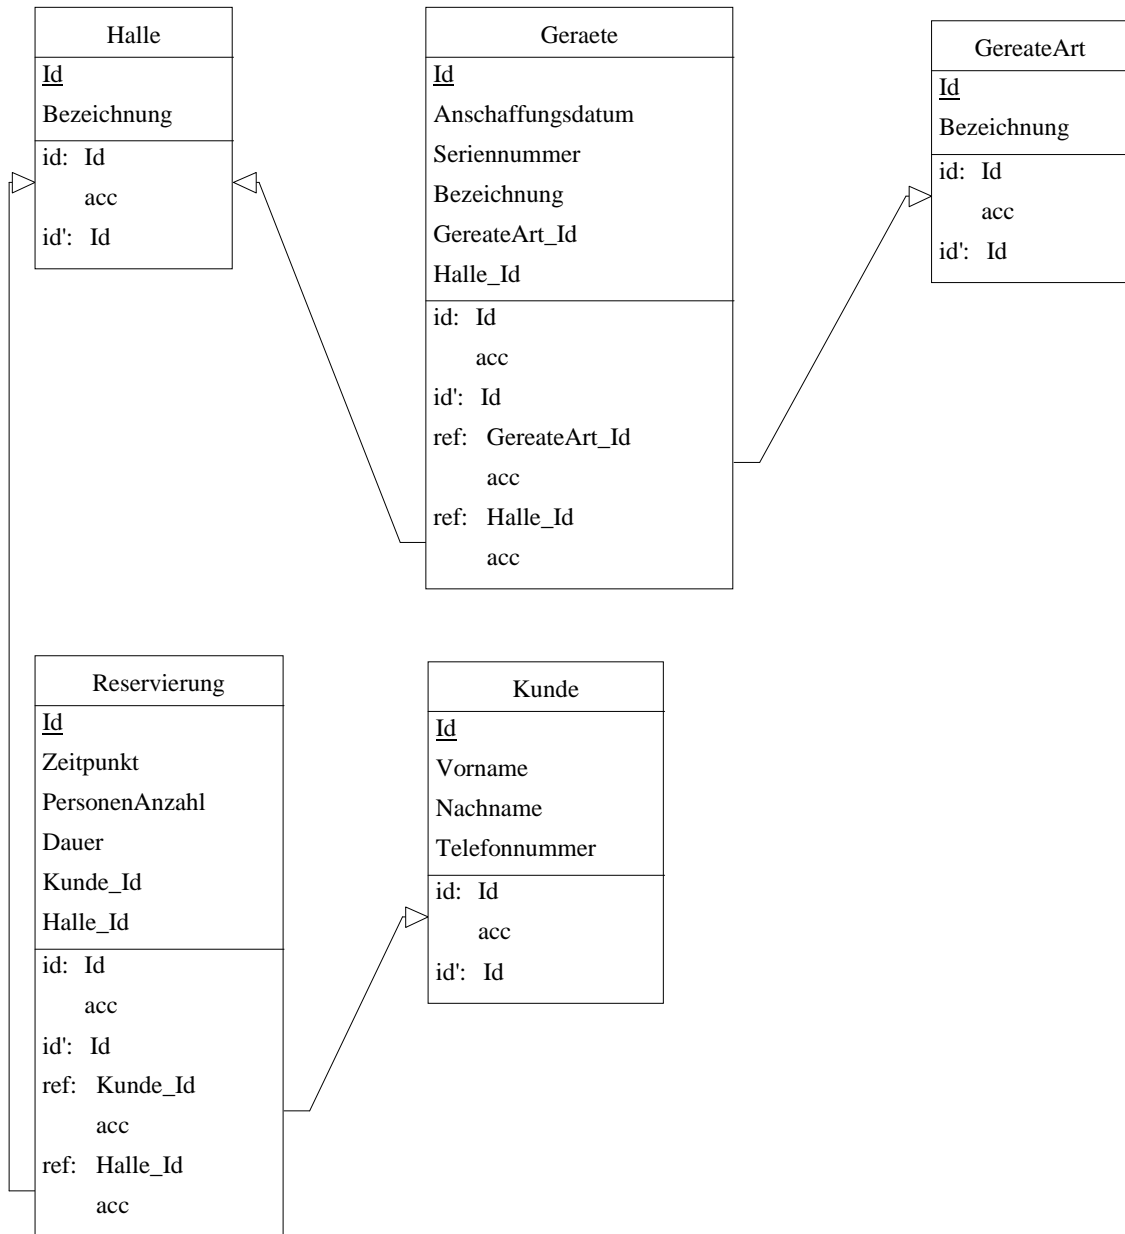 Halle
Id
Bezeichnung
id: Id
acc
id': Id
Geraete
Id
Anschaffungsdatum
Seriennummer
Bezeichnung
GereateArt_Id
Halle_Id
id: Id
acc
id': Id
ref: GereateArt_Id
acc
ref: Halle_Id
acc
GereateArt
Id
Bezeichnung
id: Id
acc
id': Id
Reservierung
Id
Zeitpunkt
PersonenAnzahl
Dauer
Kunde_Id
Halle_Id
id: Id
acc
id': Id
ref: Kunde_Id
acc
ref: Halle_Id
acc
Kunde
Id
Vorname
Nachname
Telefonnummer
id: Id
acc
id': Id